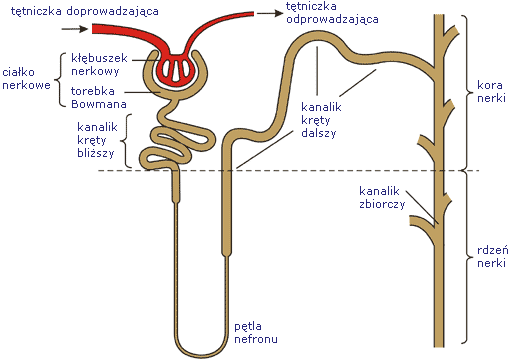 tętniczka doprowadzająca
tętniczka
odprowadzająca
ciałko
nerkowe
kłębuszek
nerkowy
torebka
Bowmana
kanalik
kręty
bliższy
kanalik
kręty
dalszy
kora
nerki
kanalik
zbiorczy
rdzeń
nerki
pętla
nefronu